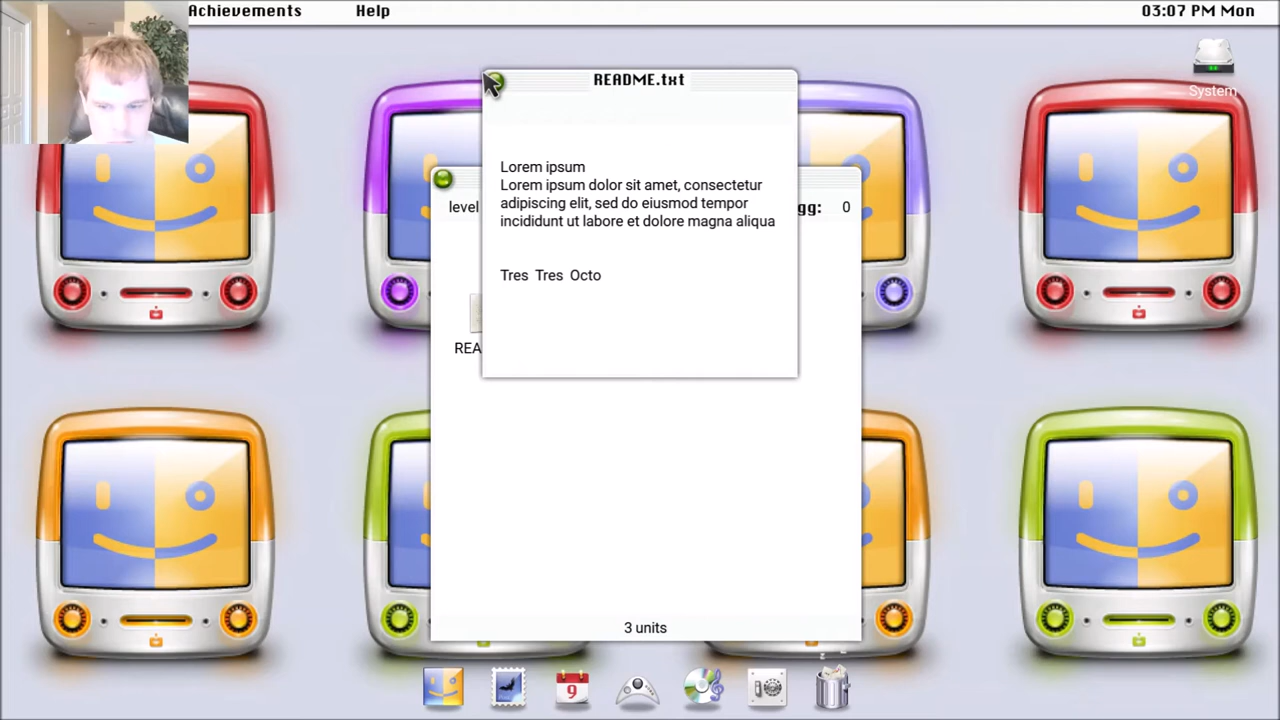 Achievements Help 03:07 PM Mon
System
README.txt
Lorem ipsum
Lorem ipsum dolor sit amet, consectetur
adipiscing elit, sed do eiusmod tempor
incididunt ut labore et dolore magna aliqua
Tres Tres Octo
level
gg: 0
REA
3 units
9